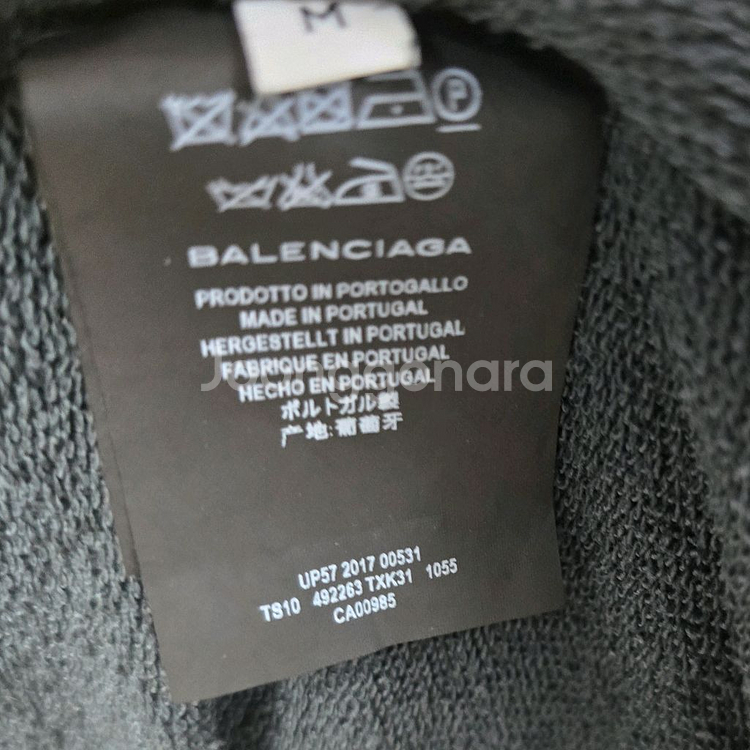 M
P
BALENCIAGA
PRODOTTO IN PORTOGALLO
MADE IN PORTUGAL
HERGESTELLT IN PORTUGAL
FABRIQUE EN PORTUGAL
Joonggonara
HECHO EN PORTUGAL
ポルトガル製
产地:葡萄牙
UP57 2017 00531
TS10 492263 TXK31 1055
CA00985